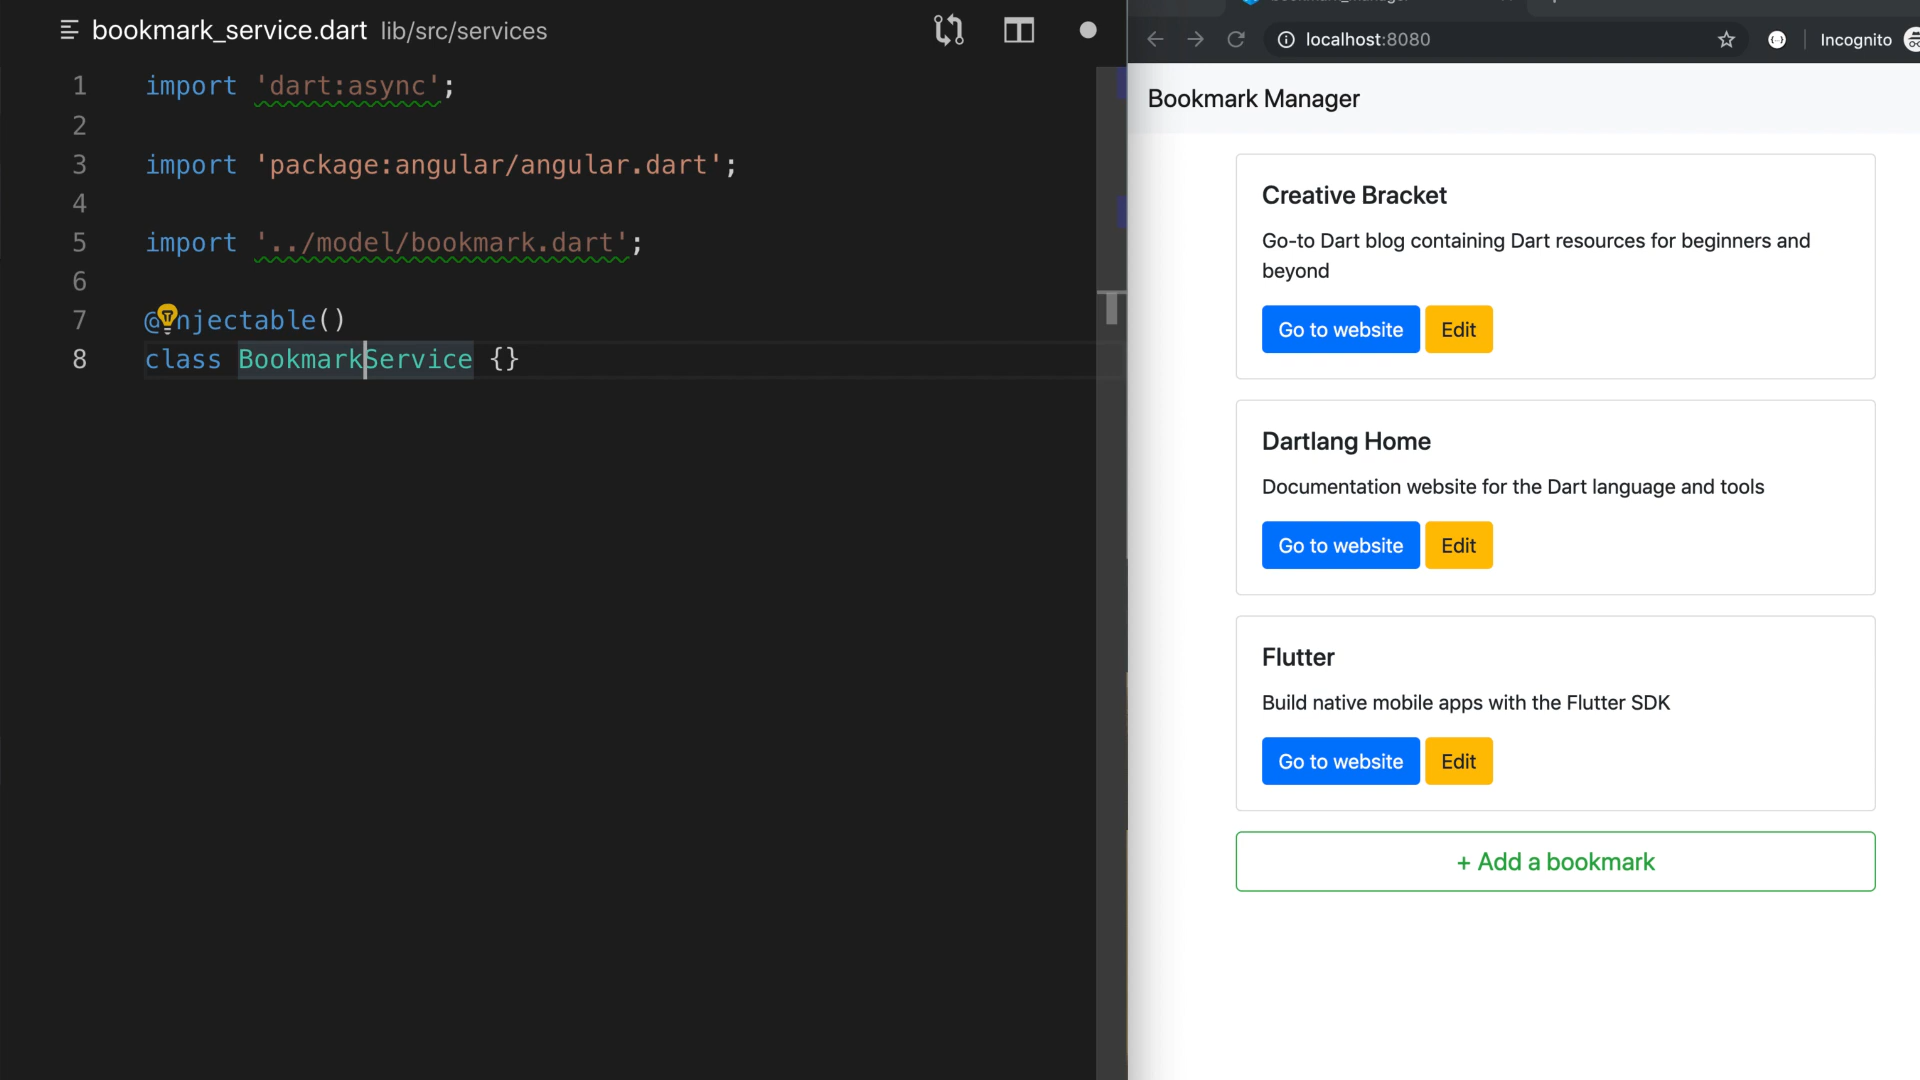 bookmark_service.dart lib/src/services
1 import 'dart:async';
2
3 import 'package:angular/angular.dart';
4
5 import '../model/bookmark.dart';
6
7 @njectable()
8 class BookmarkService {}
localhost:8080
Incognito
Bookmark Manager
Creative Bracket
Go-to Dart blog containing Dart resources for beginners and
beyond
Go to website Edit
Dartlang Home
Documentation website for the Dart language and tools
Go to website Edit
Flutter
Build native mobile apps with the Flutter SDK
Go to website Edit
+ Add a bookmark